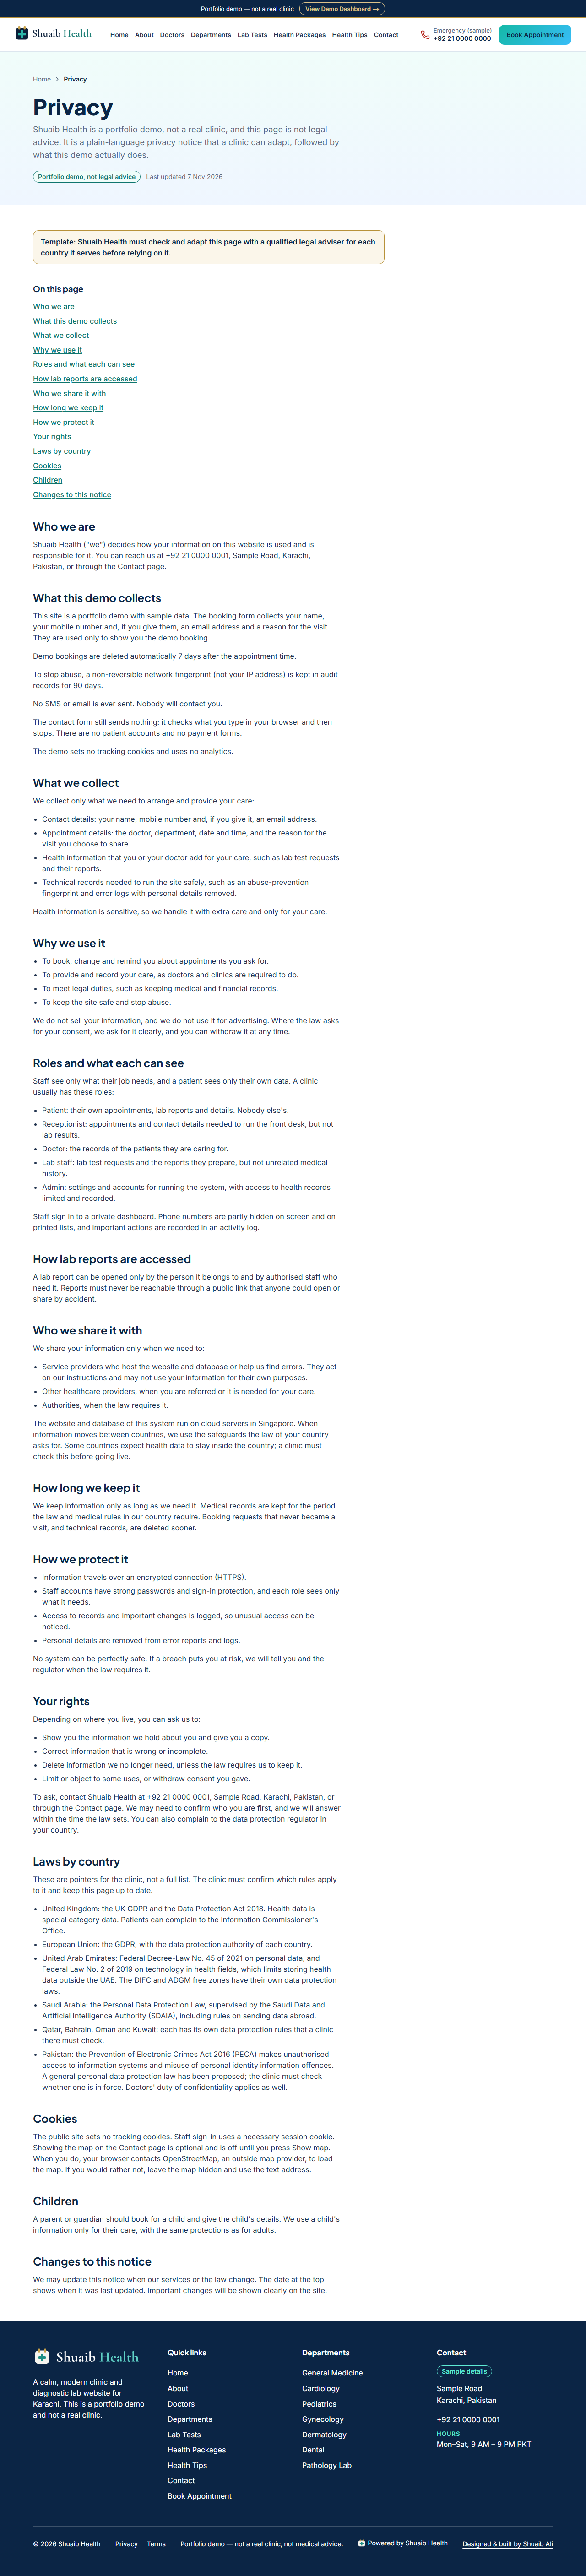 Portfolio demo — not a real clinic
View Demo Dashboard →
Shuaib Health
Home
About
Doctors
Departments
Lab Tests
Health Packages
Health Tips
Contact
Emergency (sample)
+92 21 0000 0000
Book Appointment
Home > Privacy
Privacy
Shuaib Health is a portfolio demo, not a real clinic, and this page is not legal
advice. It is a plain-language privacy notice that a clinic can adapt, followed by
what this demo actually does.
Portfolio demo, not legal advice
Last updated 7 Nov 2026
Template: Shuaib Health must check and adapt this page with a qualified legal adviser for each
country it serves before relying on it.
On this page
Who we are
What this demo collects
What we collect
Why we use it
Roles and what each can see
How lab reports are accessed
Who we share it with
How long we keep it
How we protect it
Your rights
Laws by country
Cookies
Children
Changes to this notice
Who we are
Shuaib Health ("we") decides how your information on this website is used and is
responsible for it. You can reach us at +92 21 0000 0001, Sample Road, Karachi,
Pakistan, or through the Contact page.
What this demo collects
This site is a portfolio demo with sample data. The booking form collects your name,
your mobile number and, if you give them, an email address and a reason for the visit.
They are used only to show you the demo booking.
Demo bookings are deleted automatically 7 days after the appointment time.
To stop abuse, a non-reversible network fingerprint (not your IP address) is kept in audit
records for 90 days.
No SMS or email is ever sent. Nobody will contact you.
The contact form still sends nothing: it checks what you type in your browser and then
stops. There are no patient accounts and no payment forms.
The demo sets no tracking cookies and uses no analytics.
What we collect
We collect only what we need to arrange and provide your care:
• Contact details: your name, mobile number and, if you give it, an email address.
• Appointment details: the doctor, department, date and time, and the reason for the
visit you choose to share.
• Health information that you or your doctor add for your care, such as lab test requests
and their reports.
• Technical records needed to run the site safely, such as an abuse-prevention
fingerprint and error logs with personal details removed.
Health information is sensitive, so we handle it with extra care and only for your care.
Why we use it
• To book, change and remind you about appointments you ask for.
• To provide and record your care, as doctors and clinics are required to do.
• To meet legal duties, such as keeping medical and financial records.
• To keep the site safe and stop abuse.
We do not sell your information, and we do not use it for advertising. Where the law asks
for your consent, we ask for it clearly, and you can withdraw it at any time.
Roles and what each can see
Staff see only what their job needs, and a patient sees only their own data. A clinic
usually has these roles:
• Patient: their own appointments, lab reports and details. Nobody else's.
• Receptionist: appointments and contact details needed to run the front desk, but not
lab results.
• Doctor: the records of the patients they are caring for.
• Lab staff: lab test requests and the reports they prepare, but not unrelated medical
history.
• Admin: settings and accounts for running the system, with access to health records
limited and recorded.
Staff sign in to a private dashboard. Phone numbers are partly hidden on screen and on
printed lists, and important actions are recorded in an activity log.
How lab reports are accessed
A lab report can be opened only by the person it belongs to and by authorised staff who
need it. Reports must never be reachable through a public link that anyone could open or
share by accident.
Who we share it with
We share your information only when we need to:
• Service providers who host the website and database or help us find errors. They act
on our instructions and may not use your information for their own purposes.
• Other healthcare providers, when you are referred or it is needed for your care.
• Authorities, when the law requires it.
The website and database of this system run on cloud servers in Singapore. When
information moves between countries, we use the safeguards the law of your country
asks for. Some countries expect health data to stay inside the country; a clinic must
check this before going live.
How long we keep it
We keep information only as long as we need it. Medical records are kept for the period
the law and medical rules in our country require. Booking requests that never became a
visit, and technical records, are deleted sooner.
How we protect it
• Information travels over an encrypted connection (HTTPS).
• Staff accounts have strong passwords and sign-in protection, and each role sees only
what it needs.
• Access to records and important changes is logged, so unusual access can be
noticed.
• Personal details are removed from error reports and logs.
No system can be perfectly safe. If a breach puts you at risk, we will tell you and the
regulator when the law requires it.
Your rights
Depending on where you live, you can ask us to:
• Show you the information we hold about you and give you a copy.
• Correct information that is wrong or incomplete.
• Delete information we no longer need, unless the law requires us to keep it.
• Limit or object to some uses, or withdraw consent you gave.
To ask, contact Shuaib Health at +92 21 0000 0001, Sample Road, Karachi, Pakistan, or
through the Contact page. We may need to confirm who you are first, and we will answer
within the time the law sets. You can also complain to the data protection regulator in
your country.
Laws by country
These are pointers for the clinic, not a full list. The clinic must confirm which rules apply
to it and keep this page up to date.
• United Kingdom: the UK GDPR and the Data Protection Act 2018. Health data is
special category data. Patients can complain to the Information Commissioner's
Office.
• European Union: the GDPR, with the data protection authority of each country.
• United Arab Emirates: Federal Decree-Law No. 45 of 2021 on personal data, and
Federal Law No. 2 of 2019 on technology in health fields, which limits storing health
data outside the UAE. The DIFC and ADGM free zones have their own data protection
laws.
• Saudi Arabia: the Personal Data Protection Law, supervised by the Saudi Data and
Artificial Intelligence Authority (SDAIA), including rules on sending data abroad.
• Qatar, Bahrain, Oman and Kuwait: each has its own data protection rules that a clinic
there must check.
• Pakistan: the Prevention of Electronic Crimes Act 2016 (PECA) makes unauthorised
access to information systems and misuse of personal identity information offences.
A general personal data protection law has been proposed; the clinic must check
whether one is in force. Doctors' duty of confidentiality applies as well.
Cookies
The public site sets no tracking cookies. Staff sign-in uses a necessary session cookie.
Showing the map on the Contact page is optional and is off until you press Show map.
When you do, your browser contacts OpenStreetMap, an outside map provider, to load
the map. If you would rather not, leave the map hidden and use the text address.
Children
A parent or guardian should book for a child and give the child's details. We use a child's
information only for their care, with the same protections as for adults.
Changes to this notice
We may update this notice when our services or the law change. The date at the top
shows when it was last updated. Important changes will be shown clearly on the site.
Shuaib Health
A calm, modern clinic and
diagnostic lab website for
Karachi. This is a portfolio demo
and not a real clinic.
Quick links
Home
About
Doctors
Departments
Lab Tests
Health Packages
Health Tips
Contact
Book Appointment
Departments
General Medicine
Cardiology
Pediatrics
Gynecology
Dermatology
Dental
Pathology Lab
Contact
Sample details
Sample Road
Karachi, Pakistan
+92 21 0000 0001
HOURS
Mon–Sat, 9 AM – 9 PM PKT
© 2026 Shuaib Health
Privacy
Terms
Portfolio demo — not a real clinic, not medical advice.
Powered by Shuaib Health
Designed & built by Shuaib Ali